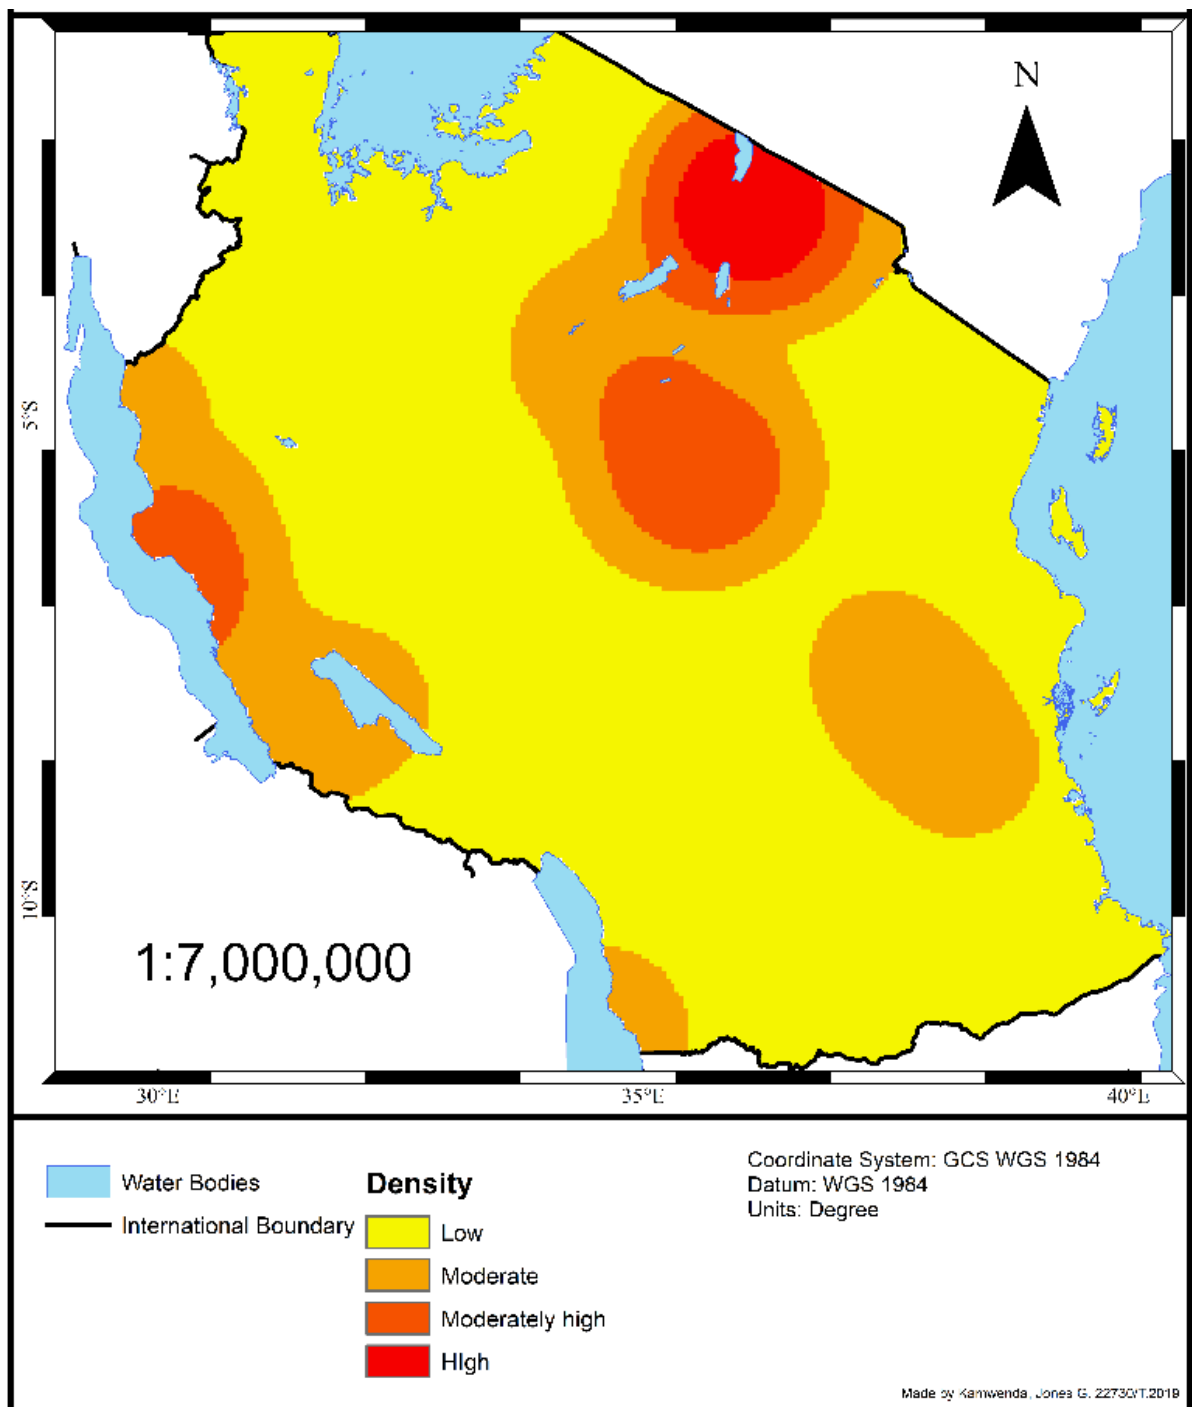 N
5°S
10°S
1:7,000,000
30°E
35°E
40°E
Water Bodies
International Boundary
Density
Low
Moderate
Moderately high
HIgh
Coordinate System: GCS WGS 1984
Datum: WGS 1984
Units: Degree
Made by Kamwenda, Jones G. 22730/T.2019